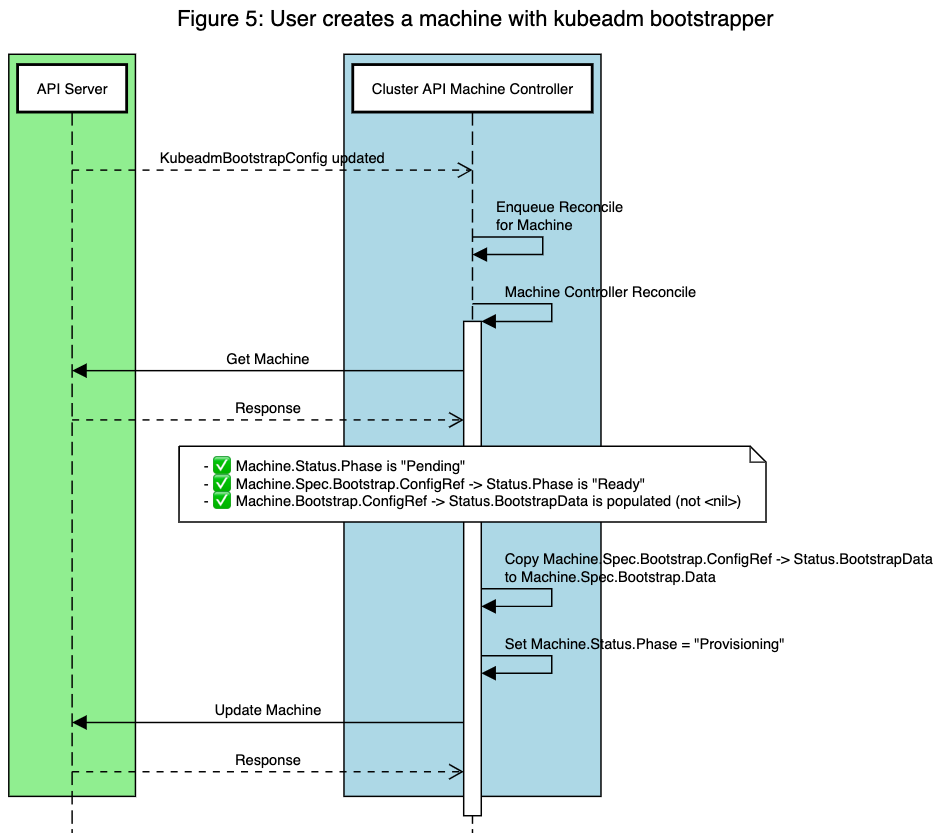 Figure 5: User creates a machine with kubeadm bootstrapper
API Server
Cluster API Machine Controller
KubeadmBootstrapConfig updated
Enqueue Reconcile
for Machine
Machine Controller Reconcile
Get Machine
Response
- ✅ Machine.Status.Phase is "Pending"
- ✅ Machine.Spec.Bootstrap.ConfigRef -> Status.Phase is "Ready"
- ✅ Machine.Bootstrap.ConfigRef -> Status.BootstrapData is populated (not <nil>)
Copy Machine.Spec.Bootstrap.ConfigRef -> Status.BootstrapData
to Machine.Spec.Bootstrap.Data
Set Machine.Status.Phase = "Provisioning"
Update Machine
Response